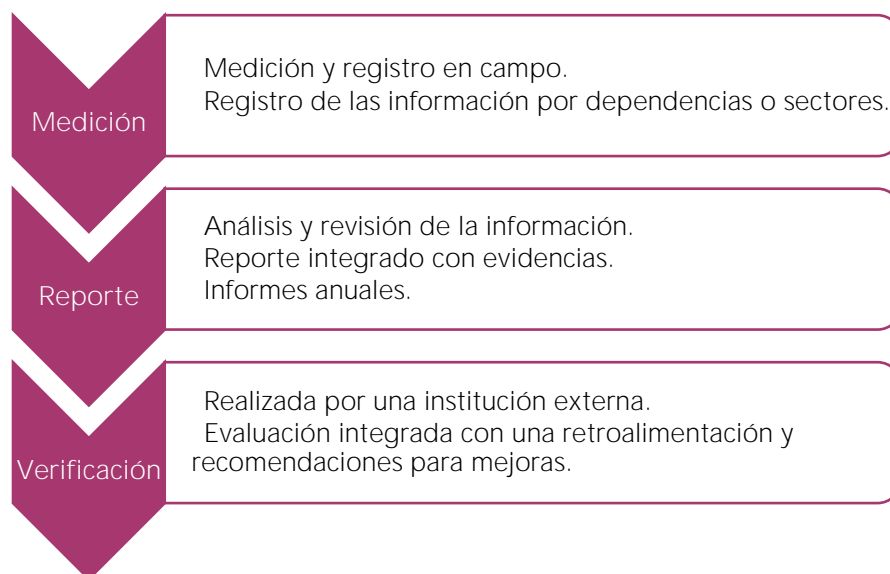 Medición
Medición y registro en campo.
Registro de las información por dependencias o sectores.
Reporte
Análisis y revisión de la información.
Reporte integrado con evidencias.
Informes anuales.
Verificación
Realizada por una institución externa.
Evaluación integrada con una retroalimentación y
recomendaciones para mejoras.